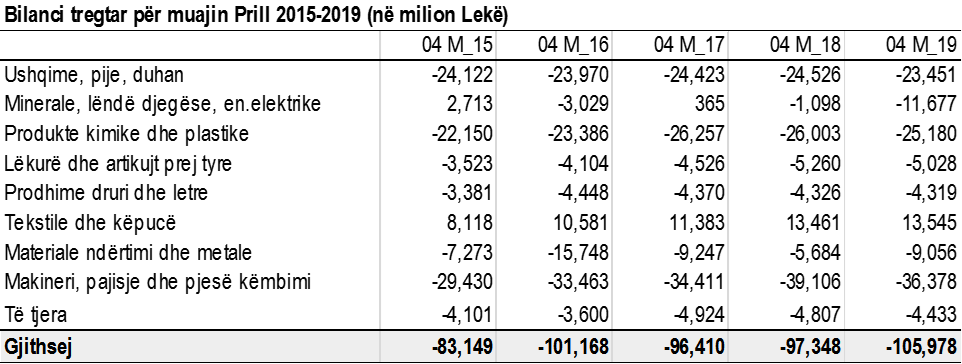 Bilanci tregtar për muajin Prill 2015-2019 (në milion Lekë)
04 M_15 04 M_16 04 M_17 04 M_18 04 M_19
Ushqime, pije, duhan -24,122 -23,970 -24,423 -24,526 -23,451
Minerale, lëndë djegëse, en.elektrike 2,713 -3,029 365 -1,098 -11,677
Produkte kimike dhe plastike -22,150 -23,386 -26,257 -26,003 -25,180
Lëkurë dhe artikujt prej tyre -3,523 -4,104 -4,526 -5,260 -5,028
Prodhime druri dhe letre -3,381 -4,448 -4,370 -4,326 -4,319
Tekstile dhe këpucë 8,118 10,581 11,383 13,461 13,545
Materiale ndërtimi dhe metale -7,273 -15,748 -9,247 -5,684 -9,056
Makineri, pajisje dhe pjesë këmbimi -29,430 -33,463 -34,411 -39,106 -36,378
Të tjera -4,101 -3,600 -4,924 -4,807 -4,433
Gjithsej -83,149 -101,168 -96,410 -97,348 -105,978